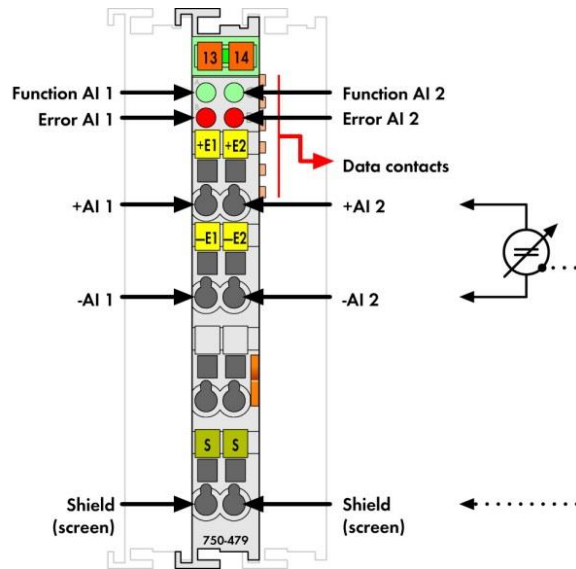 13 14
Function AI 1
Function AI 2
Error AI 1
Error AI 2
+E1 +E2
Data contacts
+AI 1
+AI 2
–E1 –E2
-AI 1
-AI 2
S S
Shield
(screen)
Shield
(screen)
750-479